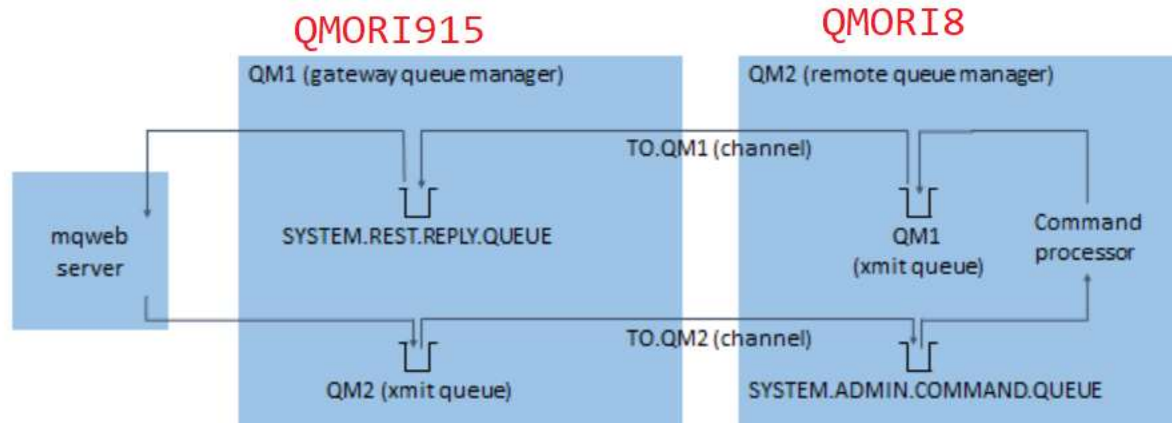 QMORI915
QMORI8
QM1 (gateway queue manager)
QM2 (remote queue manager)
TO.QM1 (channel)
mqweb
server
SYSTEM.REST.REPLY.QUEUE
QM1
(xmit queue)
Command
processor
TO.QM2 (channel)
QM2 (xmit queue)
SYSTEM.ADMIN.COMMAND.QUEUE